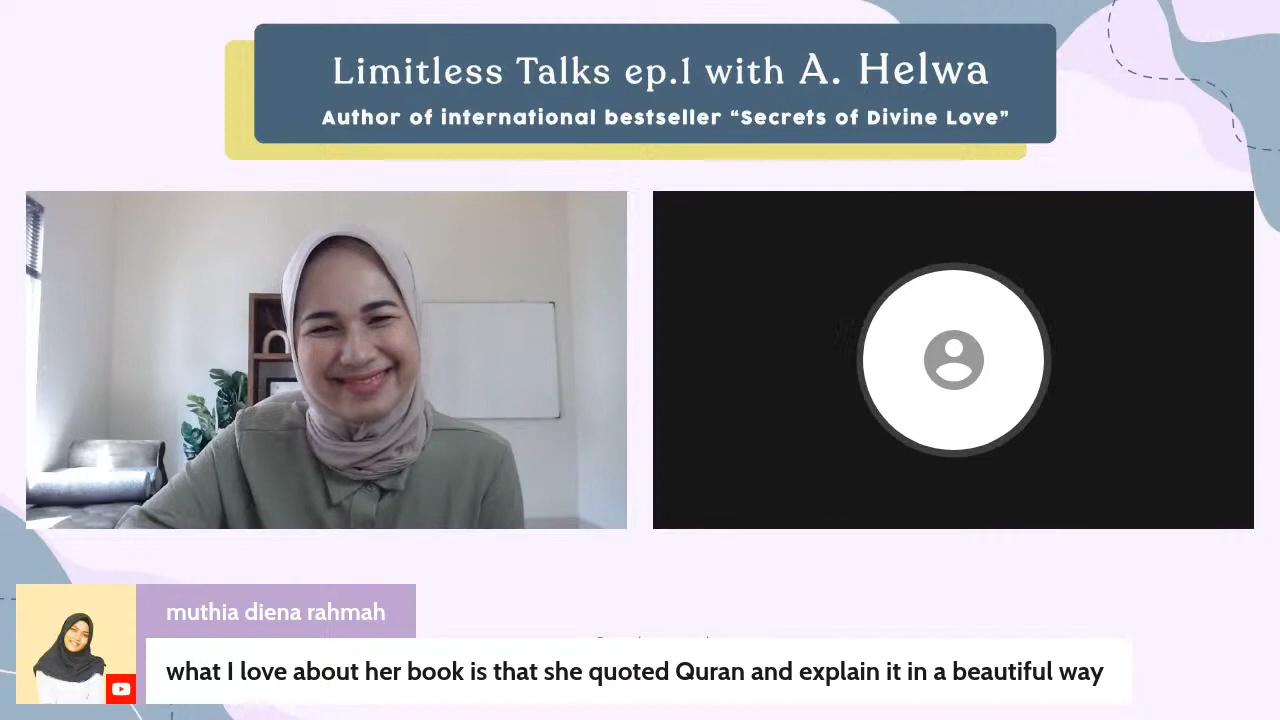 Limitless Talks ep.1 with A. Helwa
Author of international bestseller “Secrets of Divine Love”
muthia diena rahmah
what I love about her book is that she quoted Quran and explain it in a beautiful way